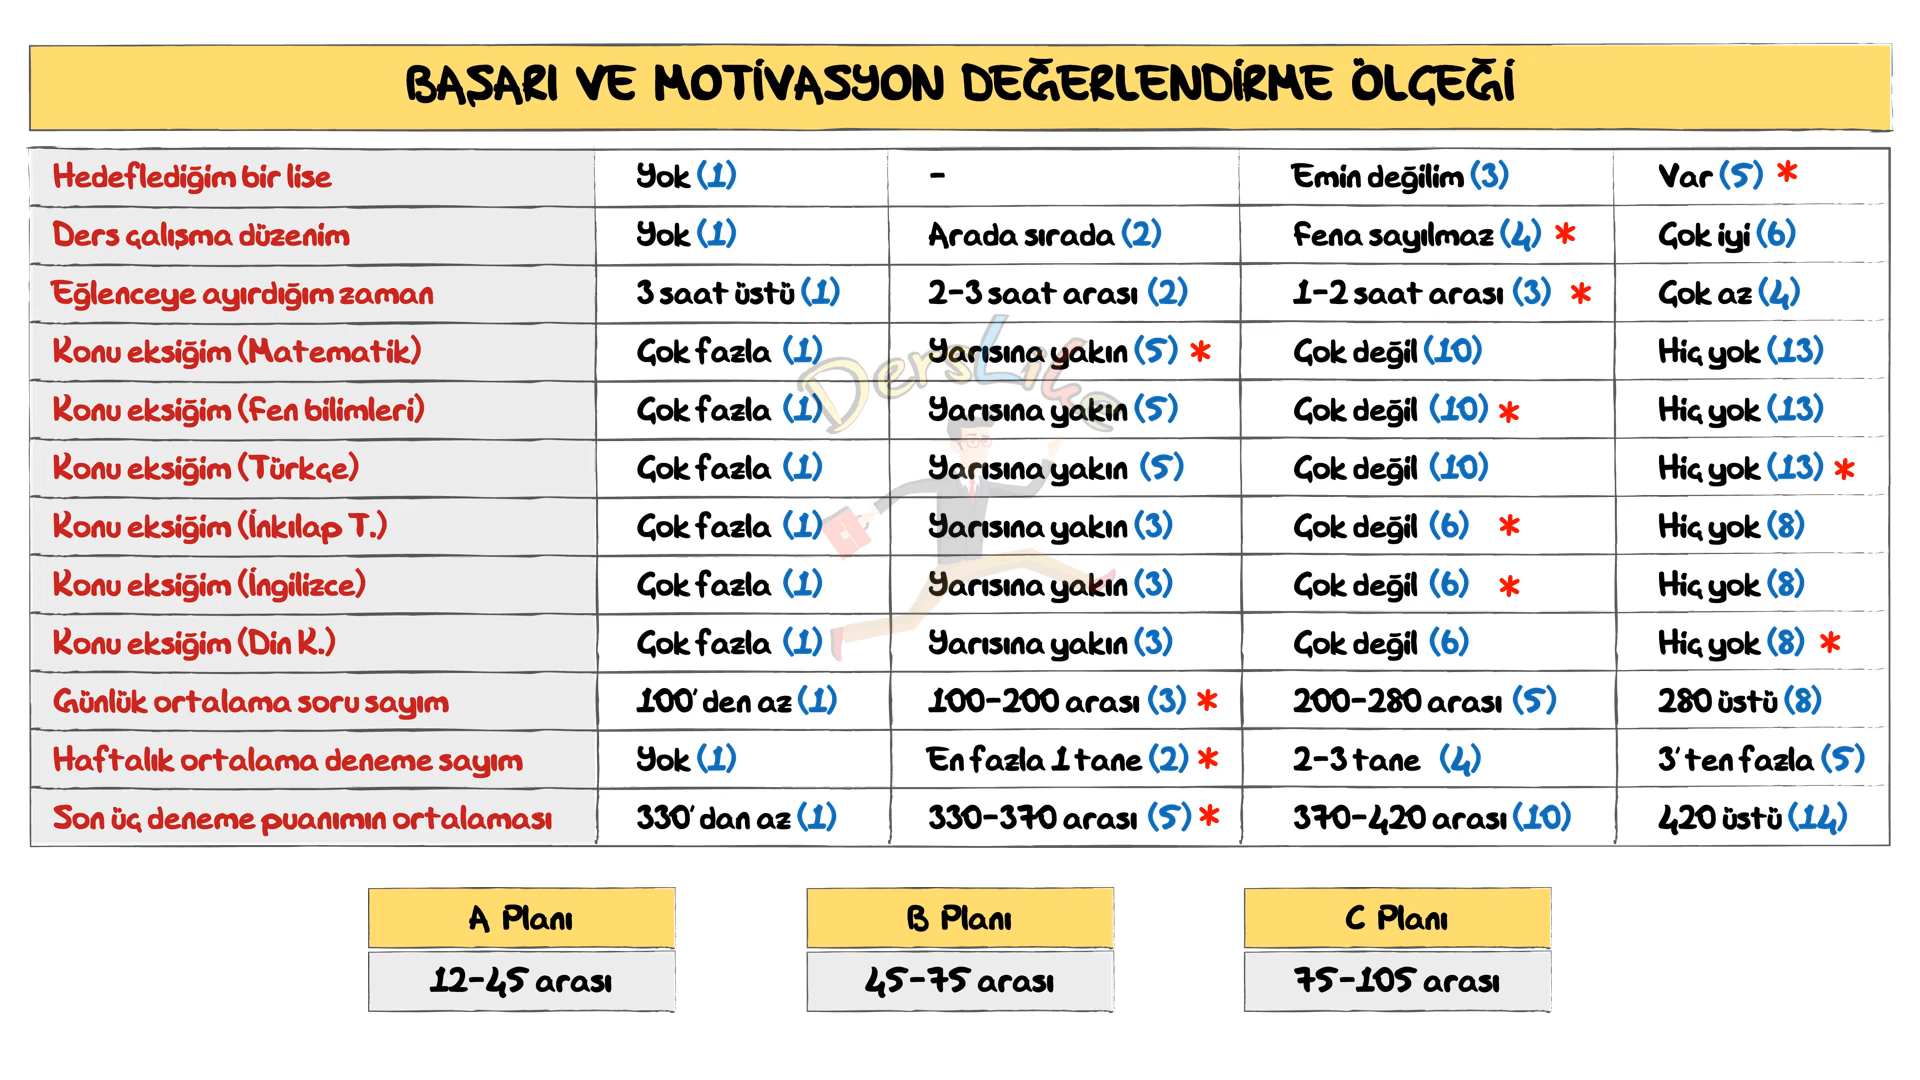 BAŞARI VE MOTİVASYON DEĞERLENDİRME ÖLÇEĞİ
Hedeflediğim bir lise Yok (1) - Emin değilim (3) Var (5) *
Ders çalışma düzenim Yok (1) Arada sırada (2) Fena sayılmaz (4) * Çok iyi (6)
Eğlenceye ayırdığım zaman 3 saat üstü (1) 2-3 saat arası (2) 1-2 saat arası (3) * Çok az (4)
Konu eksiğim (Matematik) Çok fazla (1) Yarısına yakın (5) * Çok değil (10) Hiç yok (13)
Konu eksiğim (Fen bilimleri) Çok fazla (1) Yarısına yakın (5) Çok değil (10) * Hiç yok (13)
Konu eksiğim (Türkçe) Çok fazla (1) Yarısına yakın (5) Çok değil (10) Hiç yok (13) *
Konu eksiğim (İnkılap T.) Çok fazla (1) Yarısına yakın (3) Çok değil (6) * Hiç yok (8)
Konu eksiğim (İngilizce) Çok fazla (1) Yarısına yakın (3) Çok değil (6) * Hiç yok (8)
Konu eksiğim (Din K.) Çok fazla (1) Yarısına yakın (3) Çok değil (6) Hiç yok (8) *
Günlük ortalama soru sayım 100'den az (1) 100-200 arası (3) * 200-280 arası (5) 280 üstü (8)
Haftalık ortalama deneme sayım Yok (1) En fazla 1 tane (2) * 2-3 tane (4) 3'ten fazla (5)
Son üç deneme puanımın ortalaması 330'dan az (1) 330-370 arası (5) * 370-420 arası (10) 420 üstü (14)
DersLike
A Planı B Planı C Planı
12-45 arası 45-75 arası 75-105 arası